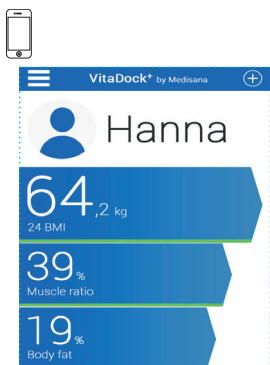 VitaDock⁺ by Medisana
Hanna
64,2 kg
24 BMI
39%
Muscle ratio
19%
Body fat